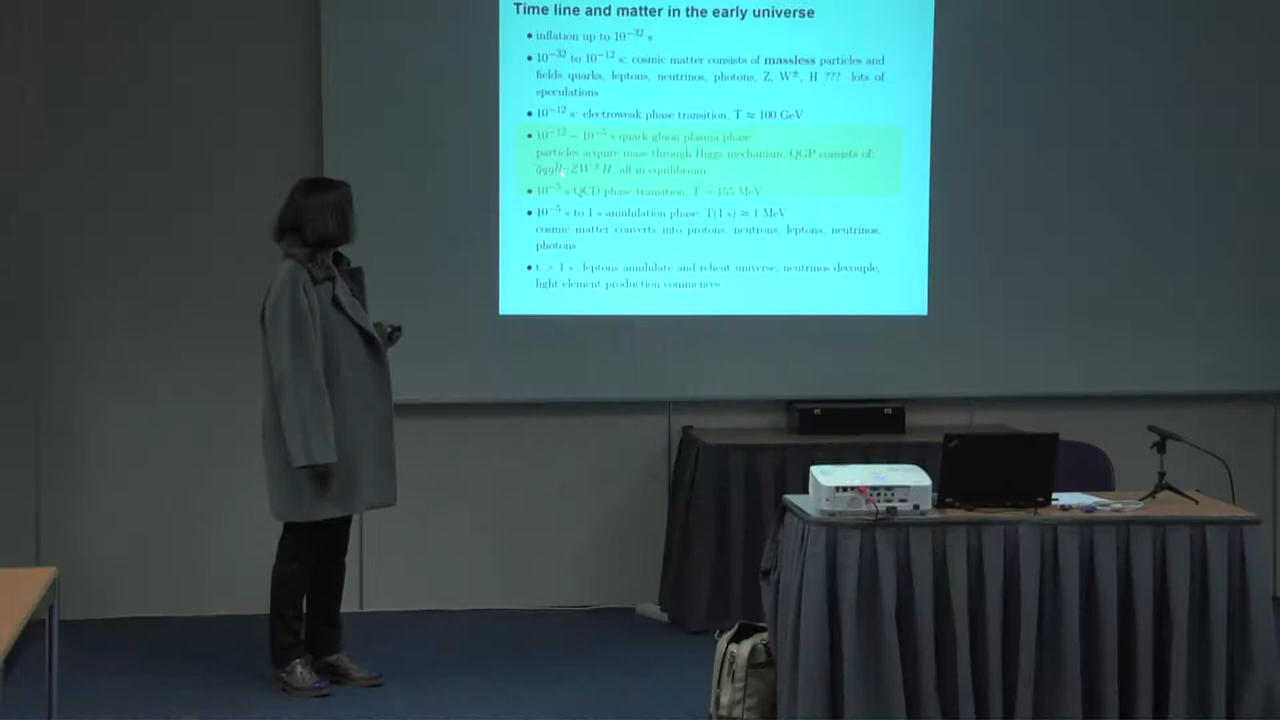 Time line and matter in the early universe
• inflation up to 10⁻³² s
• 10⁻³² to 10⁻¹² s: cosmic matter consists of massless particles and
fields quarks, leptons, neutrinos, photons, Z, W±, H ??? lots of
speculations
• 10⁻¹² s: electroweak phase transition, T ≈ 100 GeV
• 10⁻¹² – 10⁻⁵ s quark-gluon plasma phase
particles acquire mass through Higgs mechanism, QGP consists of:
ZW±H, all in equilibrium
• 10⁻⁵ s QCD phase transition, T = 155 MeV
• 10⁻⁵ s to 1 s annihilation phase, T(1 s) ≈ 1 MeV
cosmic matter converts into protons, neutrons, leptons, neutrinos,
photons
• t > 1 s: leptons annihilate and reheat universe, neutrinos decouple,
light element production commences